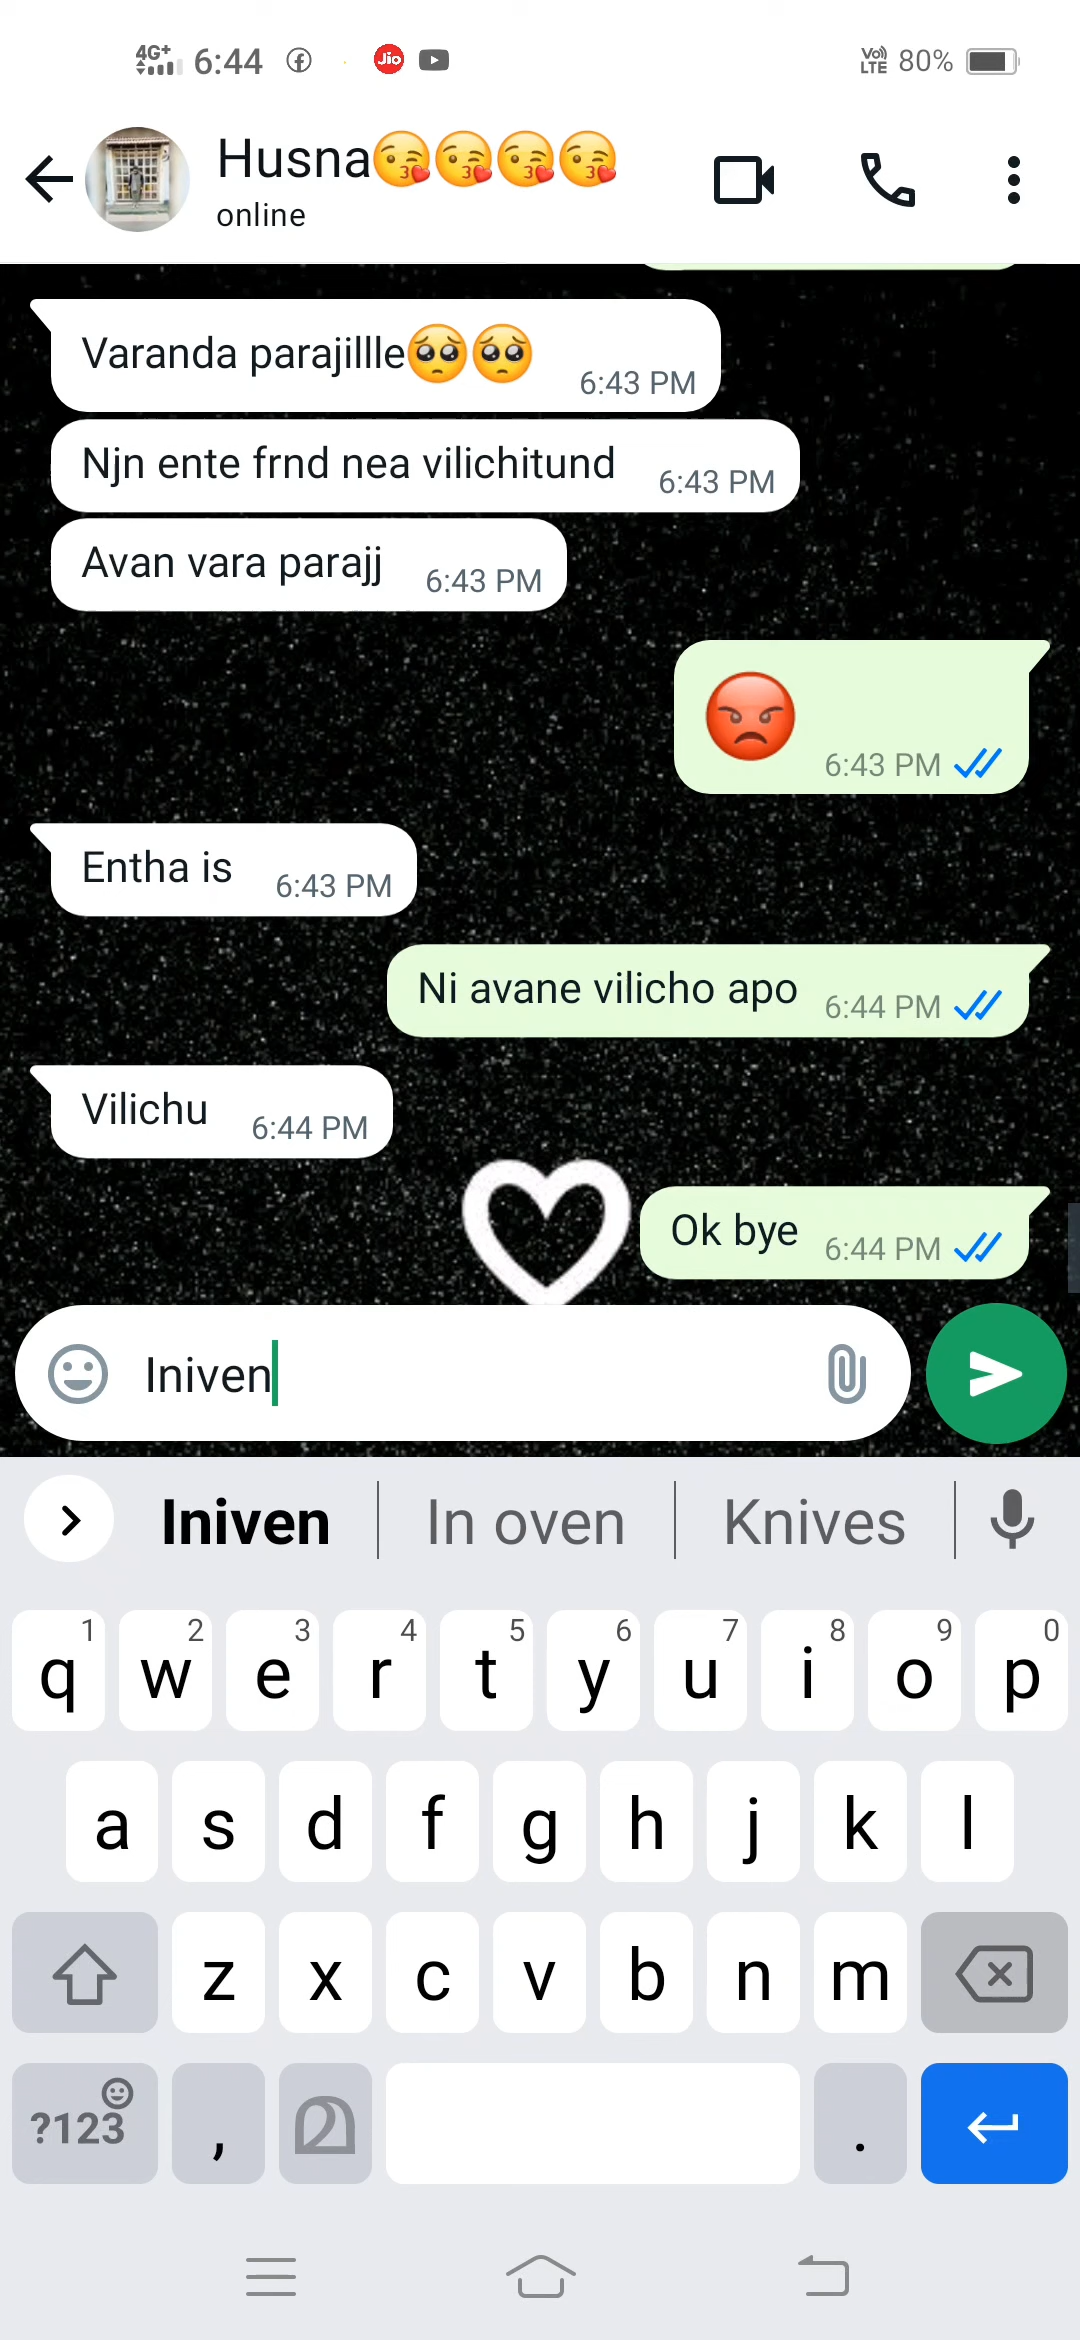 4G+ 6:44 Jio Vo) LTE 80%
Husna😘😘😘😘
online
Varanda parajillle🥺🥺 6:43 PM
Njn ente frnd nea vilichitund 6:43 PM
Avan vara parajj 6:43 PM
😡 6:43 PM
Entha is 6:43 PM
Ni avane vilicho apo 6:44 PM
Vilichu 6:44 PM
Ok bye 6:44 PM
Iniven
Iniven In oven Knives
1 2 3 4 5 6 7 8 9 0
q w e r t y u i o p
a s d f g h j k l
z x c v b n m
?123 , മ .